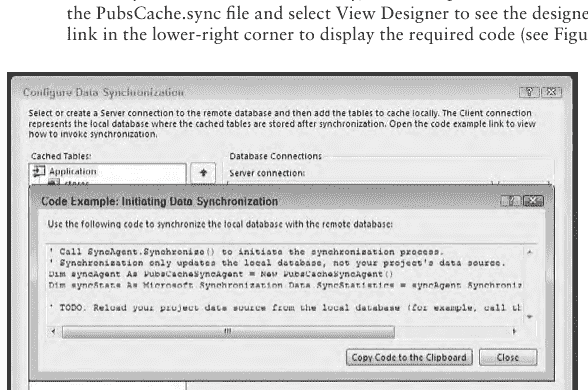 the PubsCache.sync file and select View Designer to see the designe
link in the lower-right corner to display the required code (see Figu
Configure Data Synchronization
Select or create a Server connection to the remote database and then add the tables to cache locally. The Client connection
represents the local database where the cached tables are stored after synchronization. Open the code example link to view
how to invoke synchronization.
Cached Tables:
Database Connections
Application
Server connection:
stores
Code Example: Initiating Data Synchronization
Use the following code to synchronize the local database with the remote database:
' Call SyncAgent.Synchronize() to initiate the synchronization process.
' Synchronization only updates the local database, not your project's data source.
Dim syncAgent As PubsCacheSyncAgent = New PubsCacheSyncAgent()
Dim syncStats As Microsoft.Synchronization.Data.SyncStatistics = syncAgent.Synchroniz
' TODO: Reload your project data source from the local database (for example, call th
Copy Code to the Clipboard
Close